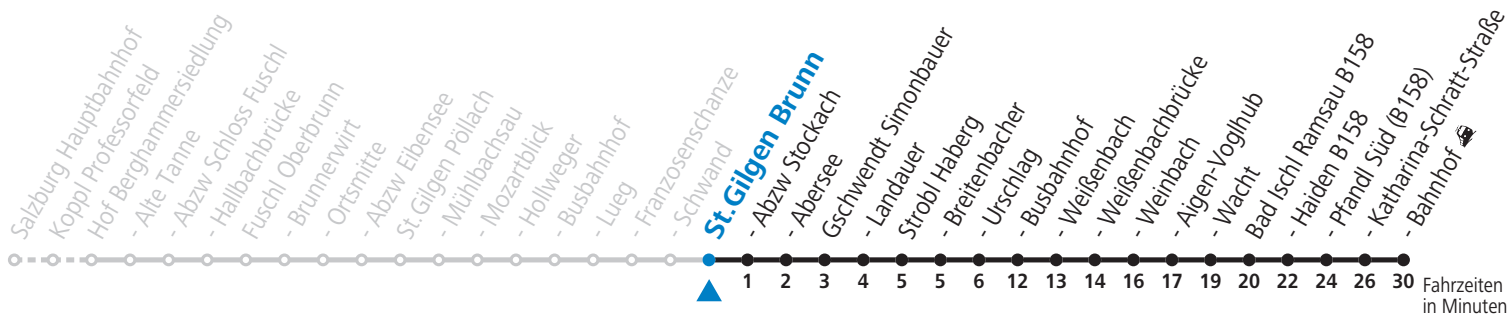 Salzburg Hauptbahnhof
Koppl Professorfeld
Hof Berghammersiedlung
- Alte Tanne
- Abzw Schloss Fuschl
- Hallbachbrücke
Fuschl Oberbrunn
- Brunnerwirt
- Ortsmitte
- Abzw Eibensee
St.Gilgen Pöllach
- Mühlbachsau
- Mozartblick
- Hollweger
- Busbahnhof
- Lueg
- Franzosenschanze
- Schwand
St.Gilgen Brunn
- Abzw Stockach
- Abersee
Gschwendt Simonbauer
- Landauer
Strobl Haberg
- Breitenbacher
- Urschlag
- Busbahnhof
- Weißenbach
- Weißenbachbrücke
- Weinbach
- Aigen-Voglhub
- Wacht
Bad Ischl Ramsau B158
- Haiden B158
- Pfandl Süd (B158)
- Katharina-Schratt-Straße
- Bahnhof
1 2 3 4 5 5 6 12 13 14 16 17 19 20 22 24 26 30
Fahrzeiten
in Minuten